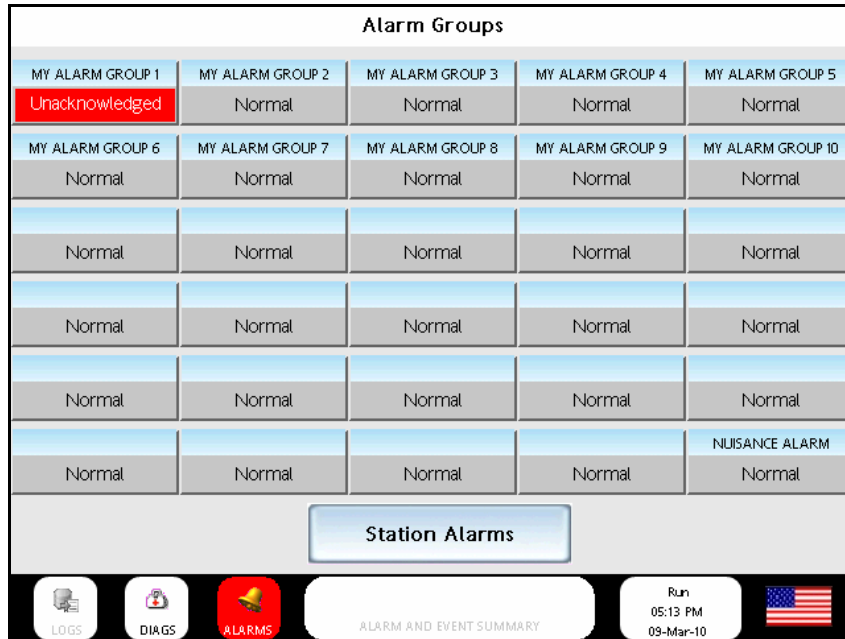 Alarm Groups
MY ALARM GROUP 1 MY ALARM GROUP 2 MY ALARM GROUP 3 MY ALARM GROUP 4 MY ALARM GROUP 5
Unacknowledged Normal Normal Normal Normal
MY ALARM GROUP 6 MY ALARM GROUP 7 MY ALARM GROUP 8 MY ALARM GROUP 9 MY ALARM GROUP 10
Normal Normal Normal Normal Normal
Normal Normal Normal Normal Normal
Normal Normal Normal Normal Normal
Normal Normal Normal Normal Normal
NUISANCE ALARM
Normal Normal Normal Normal Normal
Station Alarms
LOGS DIAGS ALARMS ALARM AND EVENT SUMMARY
Run
05:13 PM
09-Mar-10